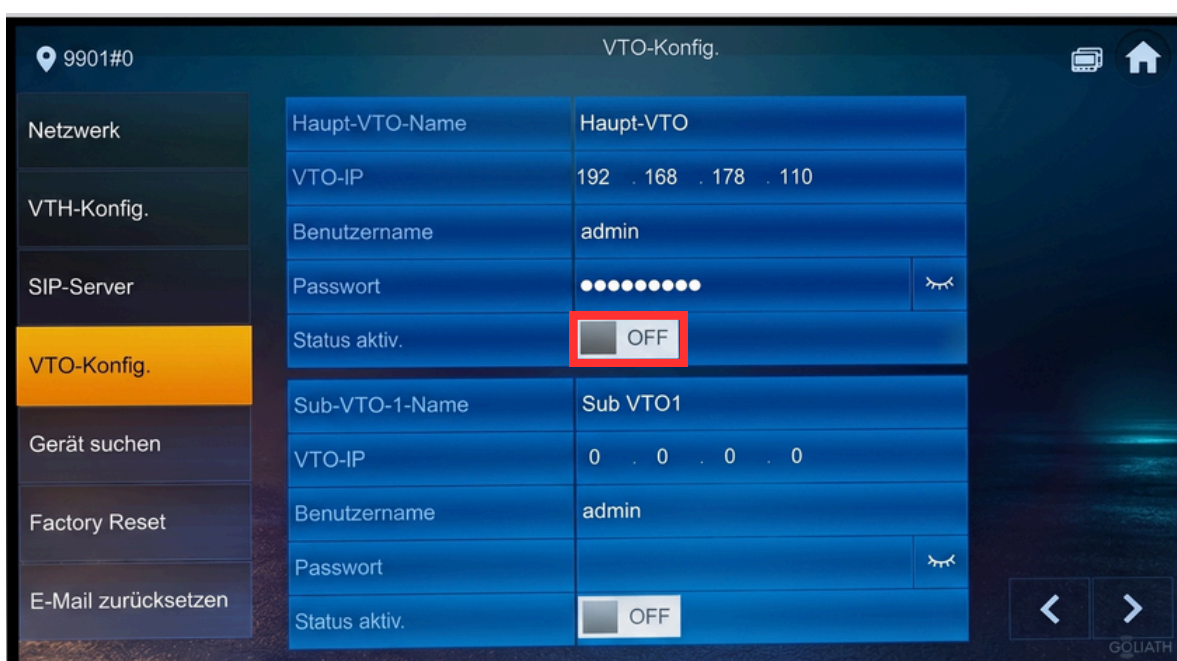 9901#0
VTO-Konfig.
Netzwerk
VTH-Konfig.
SIP-Server
VTO-Konfig.
Gerät suchen
Factory Reset
E-Mail zurücksetzen
Haupt-VTO-Name Haupt-VTO
VTO-IP 192 . 168 . 178 . 110
Benutzername admin
Passwort ●●●●●●●●●
Status aktiv. OFF
Sub-VTO-1-Name Sub VTO1
VTO-IP 0 . 0 . 0 . 0
Benutzername admin
Passwort
Status aktiv. OFF
GOLIATH